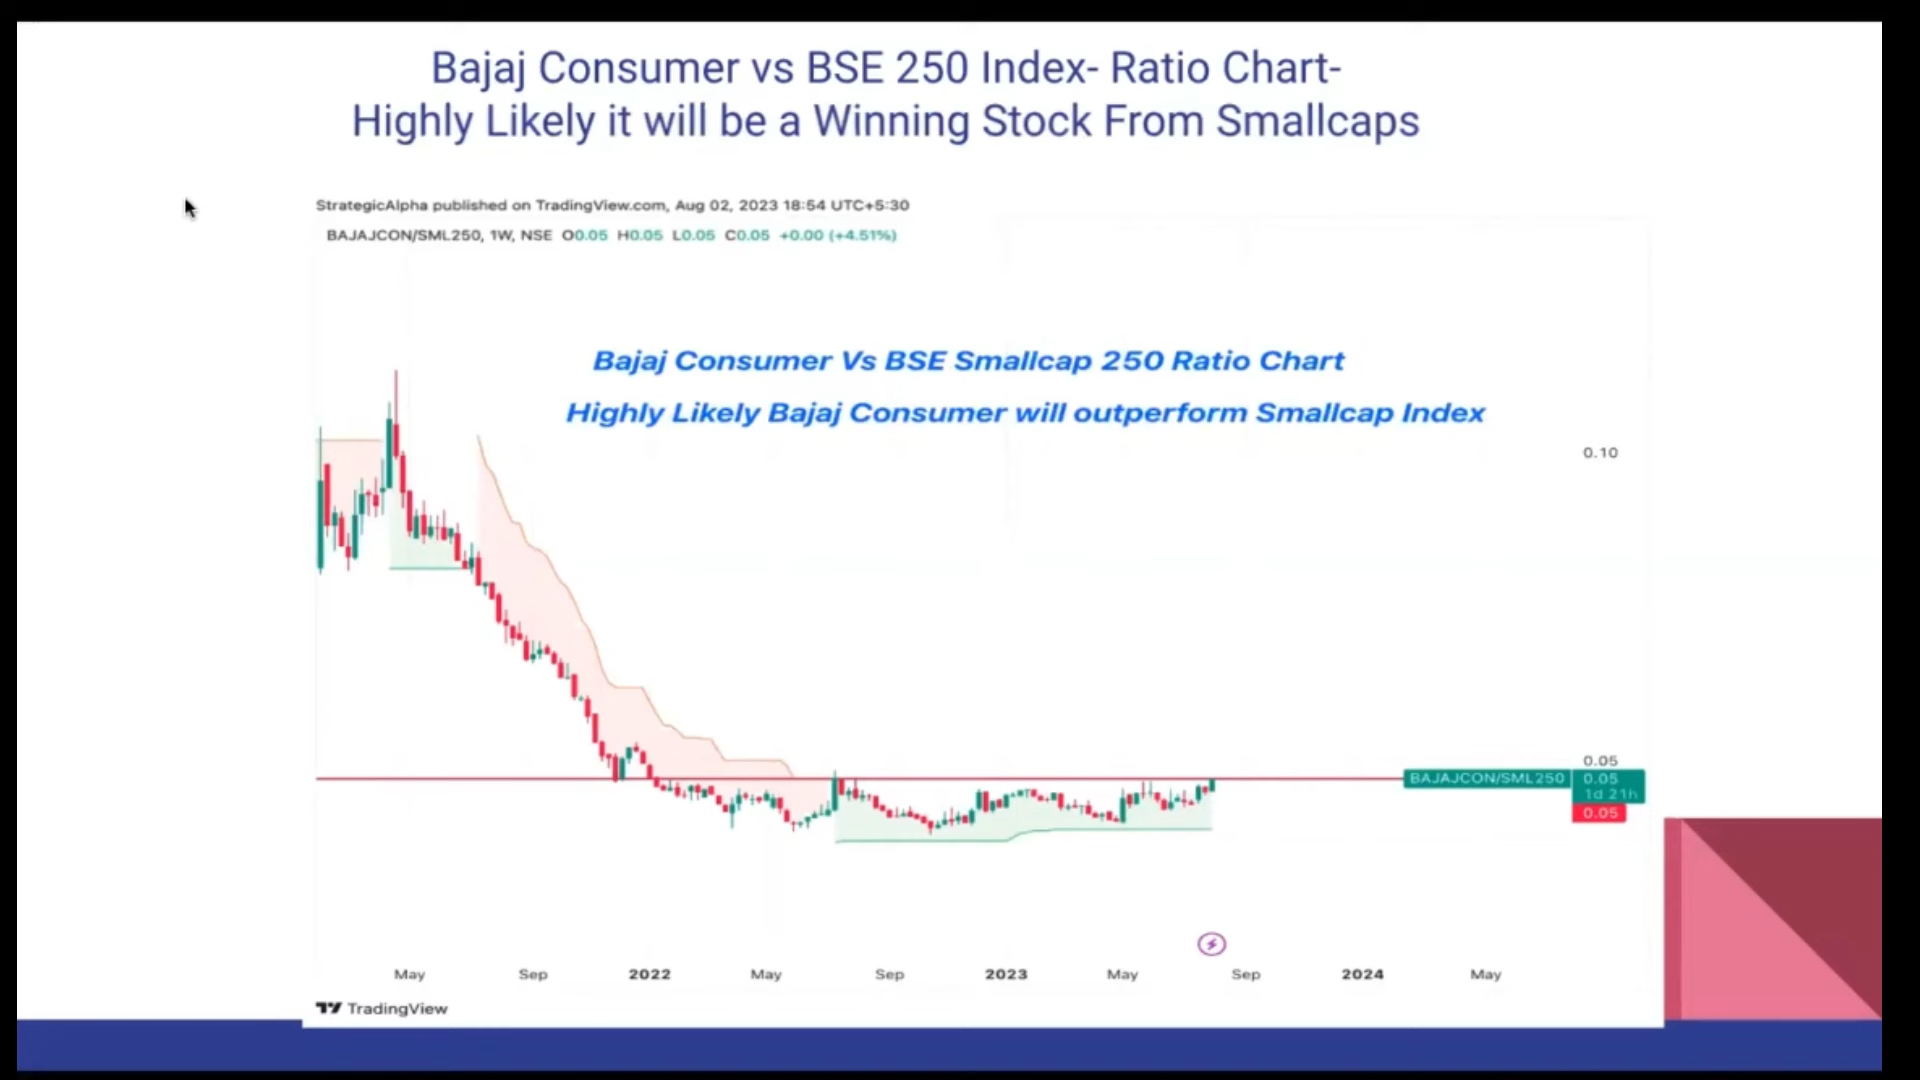 Bajaj Consumer vs BSE 250 Index- Ratio Chart-
Highly Likely it will be a Winning Stock From Smallcaps
StrategicAlpha published on TradingView.com, Aug 02, 2023 18:54 UTC+5:30
BAJAJCON/SML250, 1W, NSE O0.05 H0.05 L0.05 C0.05 +0.00 (+4.51%)
Bajaj Consumer Vs BSE Smallcap 250 Ratio Chart
Highly Likely Bajaj Consumer will outperform Smallcap Index
0.10
0.05
BAJAJCON/SML250 0.05
1d 21h
0.05
May Sep 2022 May Sep 2023 May Sep 2024 May
TradingView